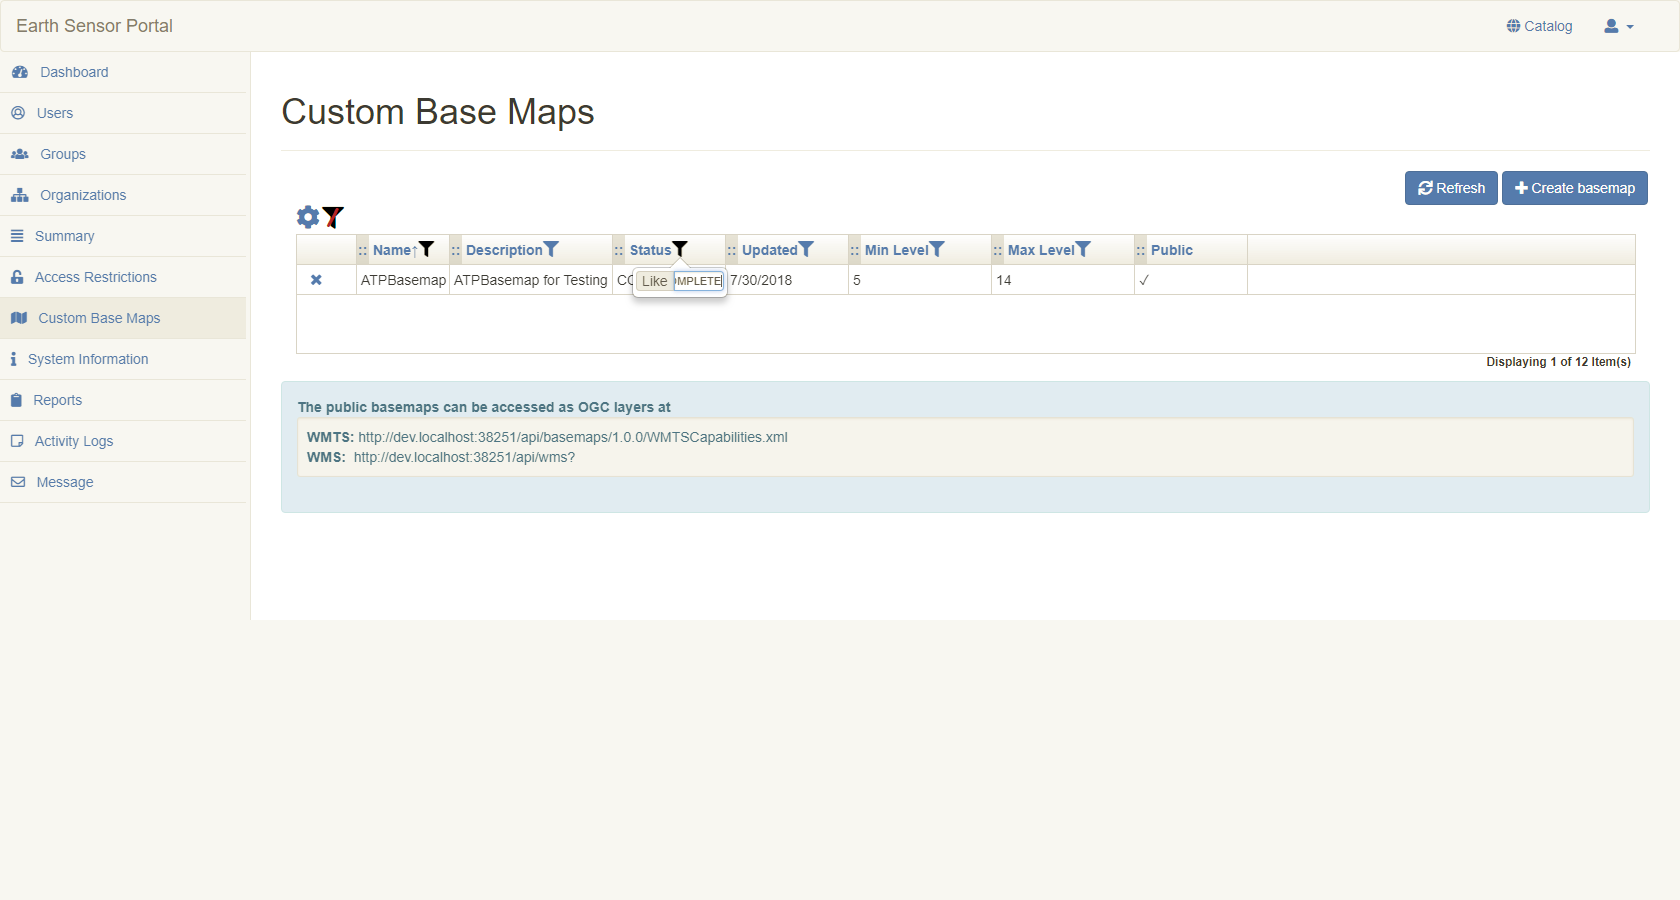 Earth Sensor Portal
Catalog
Dashboard
Users
Groups
Organizations
Summary
Access Restrictions
Custom Base Maps
System Information
Reports
Activity Logs
Message
Custom Base Maps
Refresh
Create basemap
:: Name↑ :: Description :: Status :: Updated :: Min Level :: Max Level :: Public
ATPBasemap ATPBasemap for Testing 7/30/2018 5 14 ✓
Like
Displaying 1 of 12 Item(s)
The public basemaps can be accessed as OGC layers at
WMTS: http://dev.localhost:38251/api/basemaps/1.0.0/WMTSCapabilities.xml
WMS: http://dev.localhost:38251/api/wms?